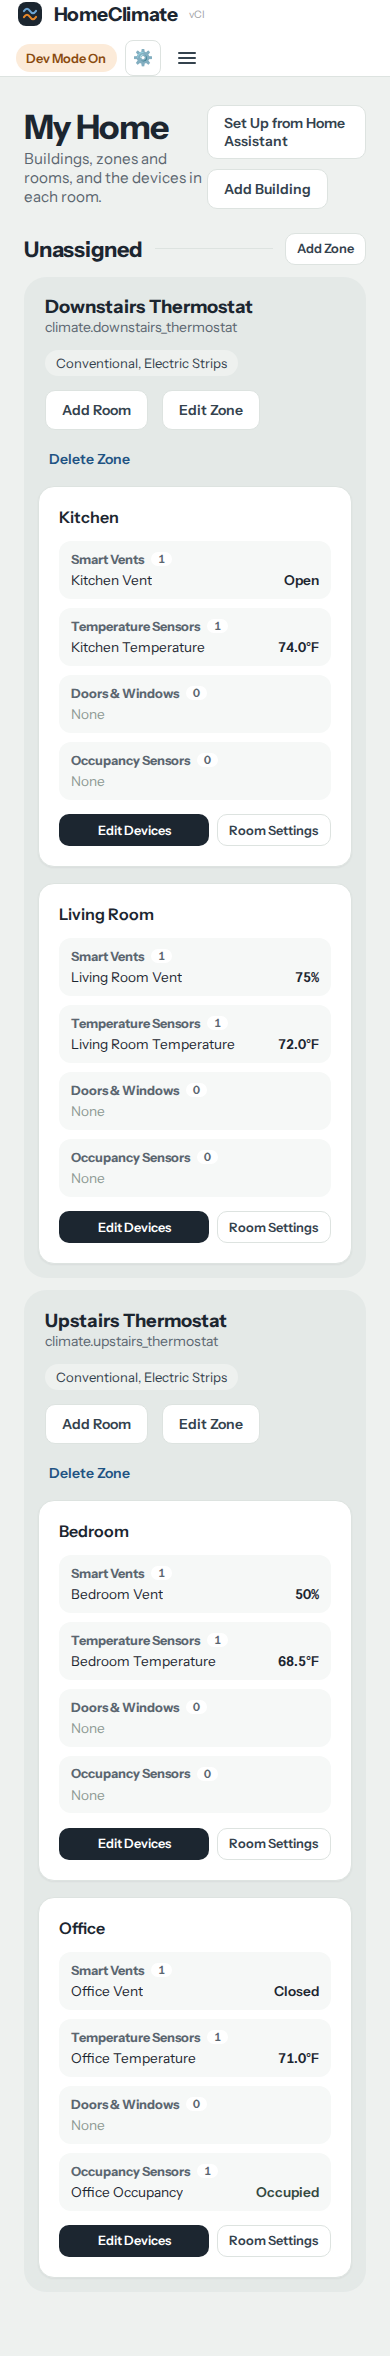 HomeClimate vCI
Dev Mode On
My Home
Buildings, zones and
rooms, and the devices in
each room.
Set Up from Home
Assistant
Add Building
Unassigned
Add Zone
Downstairs Thermostat
climate.downstairs_thermostat
Conventional, Electric Strips
Add Room Edit Zone
Delete Zone
Kitchen
Smart Vents 1
Kitchen Vent Open
Temperature Sensors 1
Kitchen Temperature 74.0°F
Doors & Windows 0
None
Occupancy Sensors 0
None
Edit Devices Room Settings
Living Room
Smart Vents 1
Living Room Vent 75%
Temperature Sensors 1
Living Room Temperature 72.0°F
Doors & Windows 0
None
Occupancy Sensors 0
None
Edit Devices Room Settings
Upstairs Thermostat
climate.upstairs_thermostat
Conventional, Electric Strips
Add Room Edit Zone
Delete Zone
Bedroom
Smart Vents 1
Bedroom Vent 50%
Temperature Sensors 1
Bedroom Temperature 68.5°F
Doors & Windows 0
None
Occupancy Sensors 0
None
Edit Devices Room Settings
Office
Smart Vents 1
Office Vent Closed
Temperature Sensors 1
Office Temperature 71.0°F
Doors & Windows 0
None
Occupancy Sensors 1
Office Occupancy Occupied
Edit Devices Room Settings